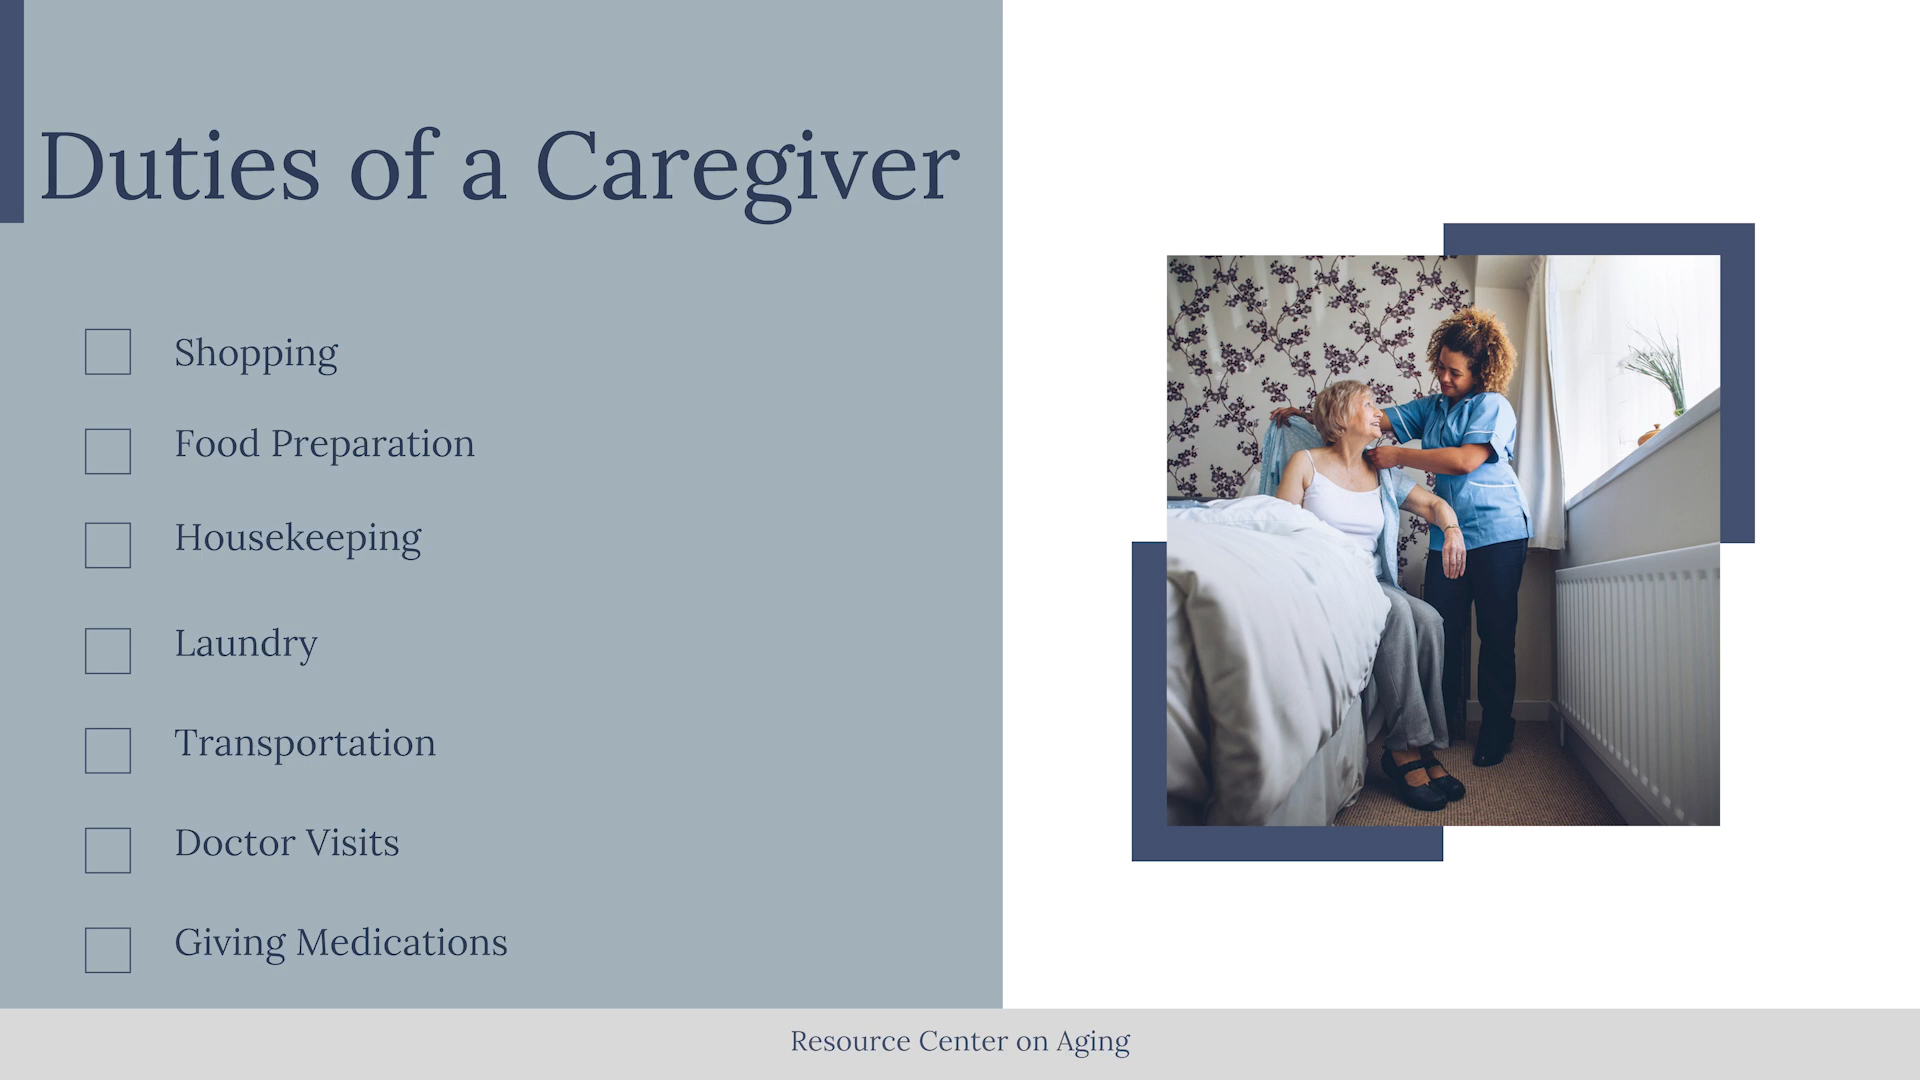 Duties of a Caregiver
Shopping
Food Preparation
Housekeeping
Laundry
Transportation
Doctor Visits
Giving Medications
Resource Center on Aging